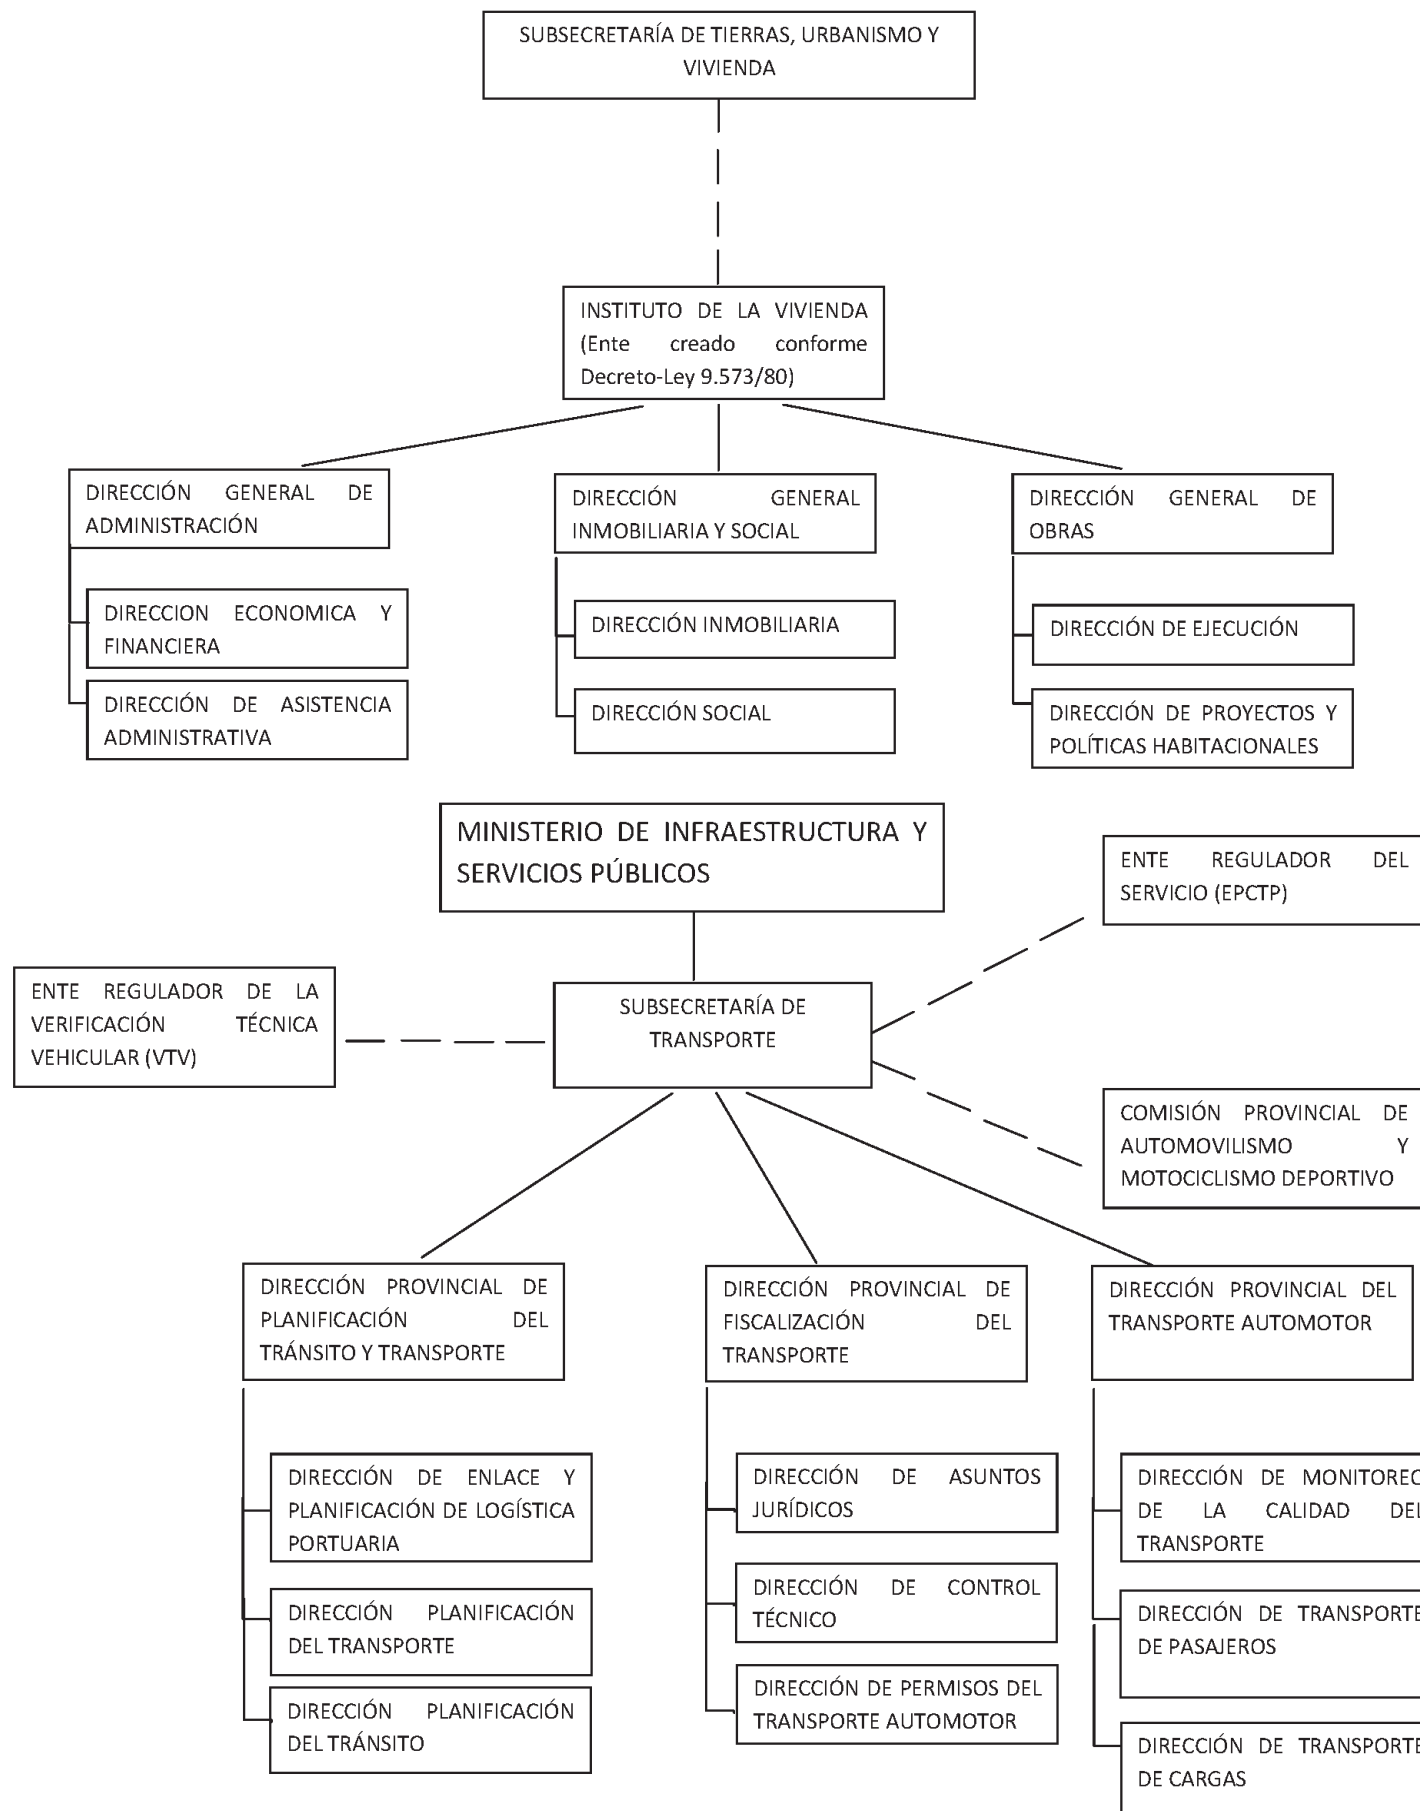 SUBSECRETARÍA DE TIERRAS, URBANISMO Y
VIVIENDA
INSTITUTO DE LA VIVIENDA
(Ente creado conforme
Decreto-Ley 9.573/80)
DIRECCIÓN GENERAL DE
ADMINISTRACIÓN
DIRECCION ECONOMICA Y
FINANCIERA
DIRECCIÓN DE ASISTENCIA
ADMINISTRATIVA
DIRECCIÓN GENERAL
INMOBILIARIA Y SOCIAL
DIRECCIÓN INMOBILIARIA
DIRECCIÓN SOCIAL
DIRECCIÓN GENERAL DE
OBRAS
DIRECCIÓN DE EJECUCIÓN
DIRECCIÓN DE PROYECTOS Y
POLÍTICAS HABITACIONALES
MINISTERIO DE INFRAESTRUCTURA Y
SERVICIOS PÚBLICOS
ENTE REGULADOR DEL
SERVICIO (EPCTP)
ENTE REGULADOR DE LA
VERIFICACIÓN TÉCNICA
VEHICULAR (VTV)
SUBSECRETARÍA DE
TRANSPORTE
COMISIÓN PROVINCIAL DE
AUTOMOVILISMO Y
MOTOCICLISMO DEPORTIVO
DIRECCIÓN PROVINCIAL DE
PLANIFICACIÓN DEL
TRÁNSITO Y TRANSPORTE
DIRECCIÓN DE ENLACE Y
PLANIFICACIÓN DE LOGÍSTICA
PORTUARIA
DIRECCIÓN PLANIFICACIÓN
DEL TRANSPORTE
DIRECCIÓN PLANIFICACIÓN
DEL TRÁNSITO
DIRECCIÓN PROVINCIAL DE
FISCALIZACIÓN DEL
TRANSPORTE
DIRECCIÓN DE ASUNTOS
JURÍDICOS
DIRECCIÓN DE CONTROL
TÉCNICO
DIRECCIÓN DE PERMISOS DEL
TRANSPORTE AUTOMOTOR
DIRECCIÓN PROVINCIAL DEL
TRANSPORTE AUTOMOTOR
DIRECCIÓN DE MONITOREO
DE LA CALIDAD DEL
TRANSPORTE
DIRECCIÓN DE TRANSPORTE
DE PASAJEROS
DIRECCIÓN DE TRANSPORTE
DE CARGAS